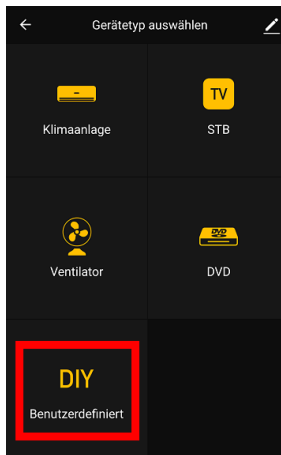 Gerätetyp auswählen
TV
Klimaanlage
STB
DVD
Ventilator
DVD
DIY
Benutzerdefiniert